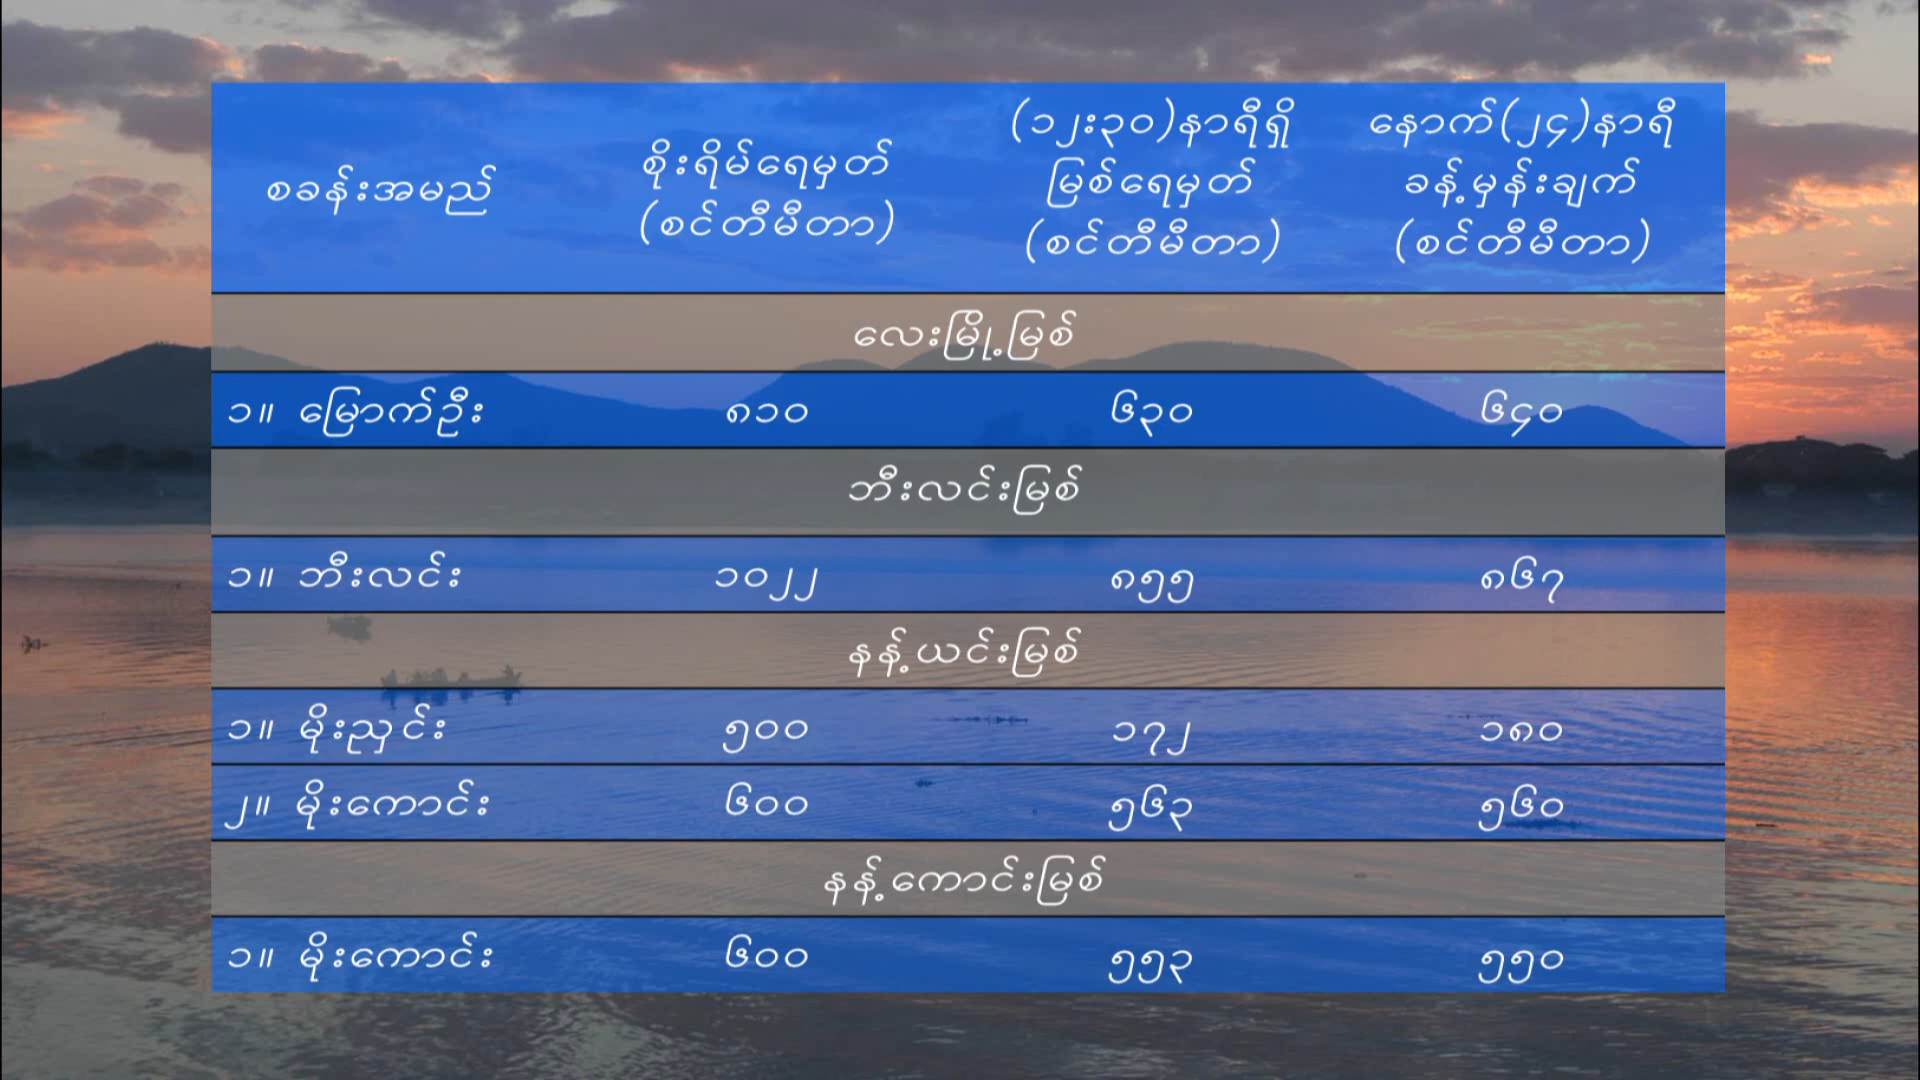 စခန်းအမည်
စိုးရိမ်ရေမှတ်
(စင်တီမီတာ)
(၁၂း၃၀)နာရီရှိ
မြစ်ရေမှတ်
(စင်တီမီတာ)
နောက်(၂၄)နာရီ
ခန့်မှန်းချက်
(စင်တီမီတာ)
လေးမြို့မြစ်
၁။ မြောက်ဦး ၈၁၀ ၆၃၀ ၆၄၀
ဘီးလင်းမြစ်
၁။ ဘီးလင်း ၁၀၂၂ ၈၅၅ ၈၆၇
နန့်ယင်းမြစ်
၁။ မိုးညှင်း ၅၀၀ ၁၇၂ ၁၈၀
၂။ မိုးကောင်း ၆၀၀ ၅၆၃ ၅၆၀
နန့်ကောင်းမြစ်
၁။ မိုးကောင်း ၆၀၀ ၅၅၃ ၅၅၀